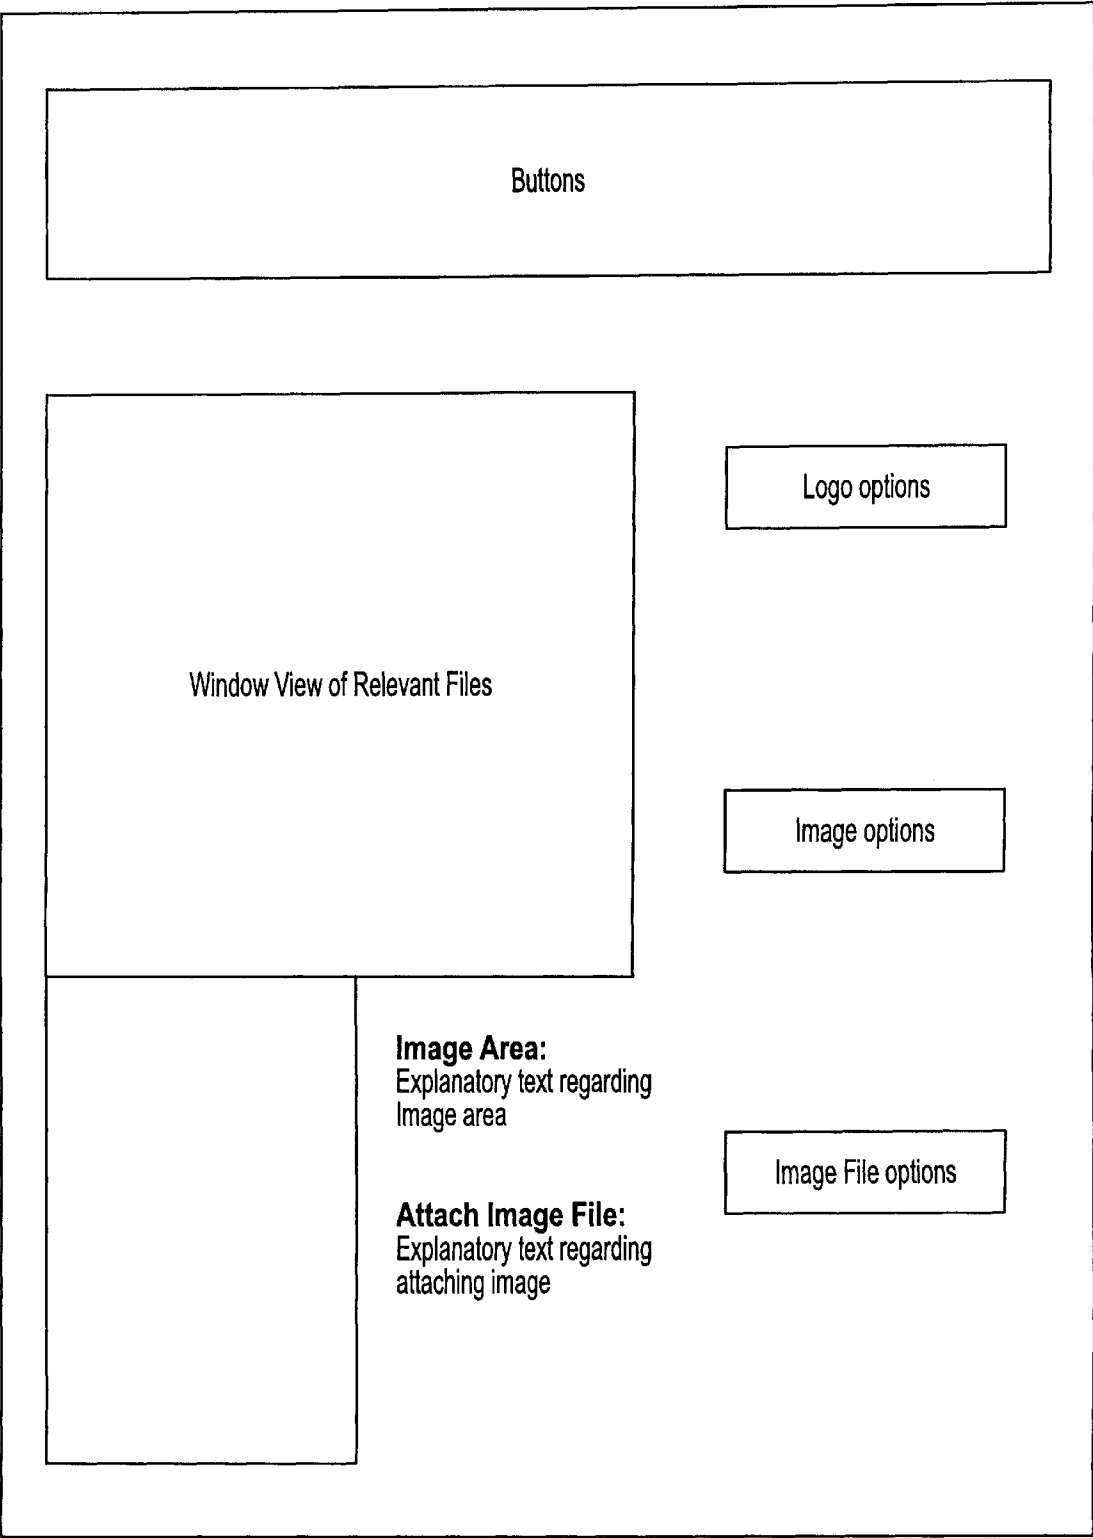 Buttons
Logo options
Window View of Relevant Files
Image options
Image Area:
Explanatory text regarding
Image area
Image File options
Attach Image File:
Explanatory text regarding
attaching image